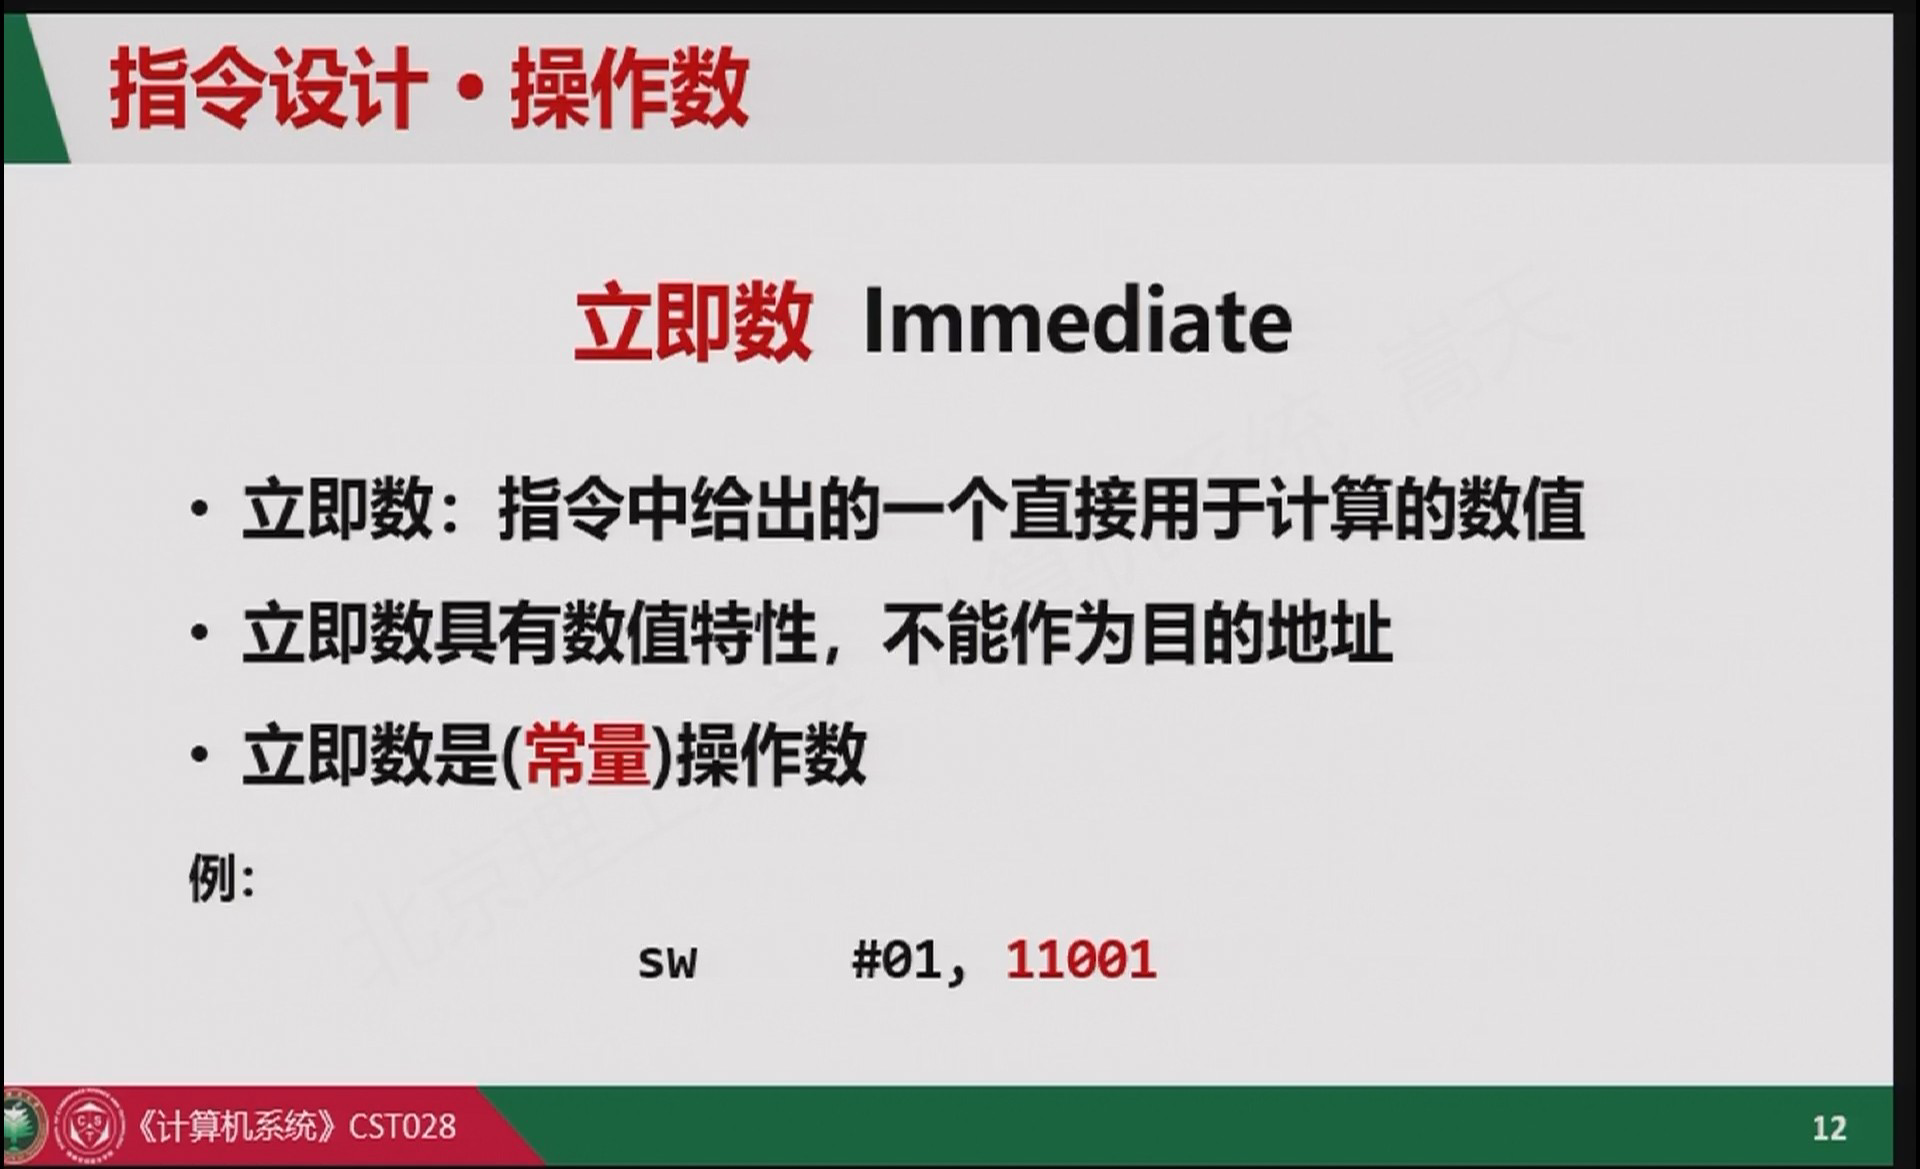 指令设计·操作数
立即数 Immediate
• 立即数：指令中给出的一个直接用于计算的数值
• 立即数具有数值特性，不能作为目的地址
• 立即数是(常量)操作数
例：
sw #01, 11001
《计算机系统》CST028
12